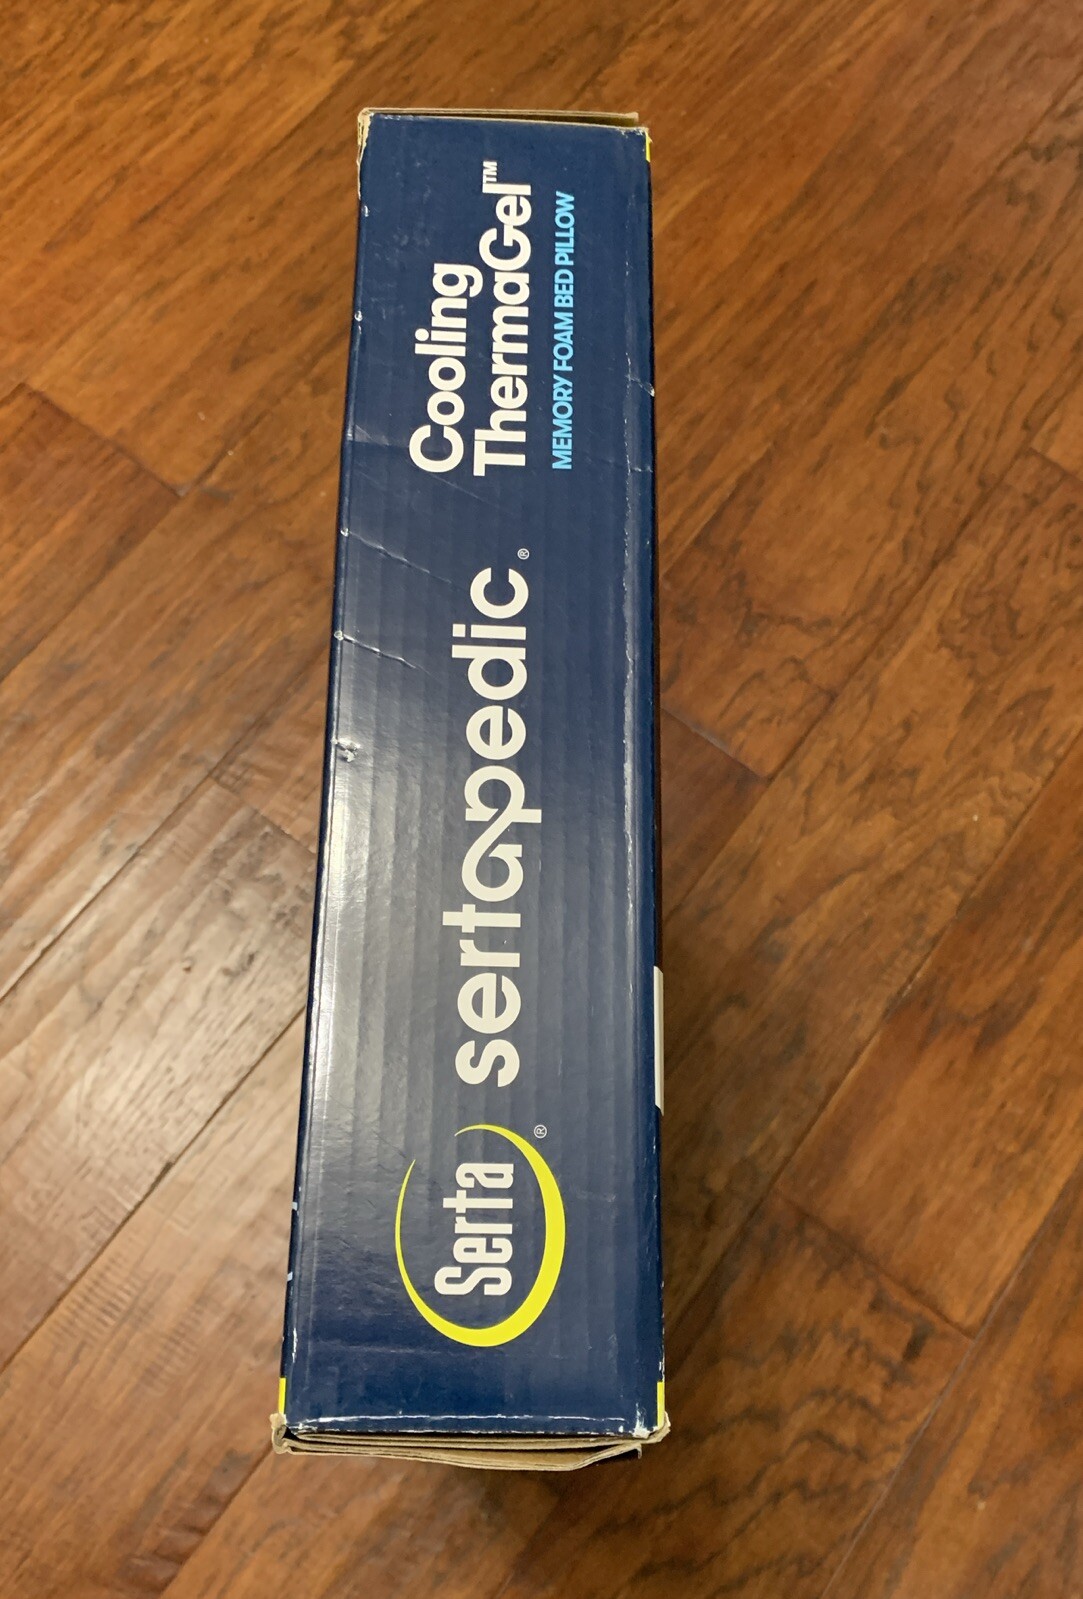 Serta®
sertapedic®
Cooling
ThermaGel™
MEMORY FOAM BED PILLOW